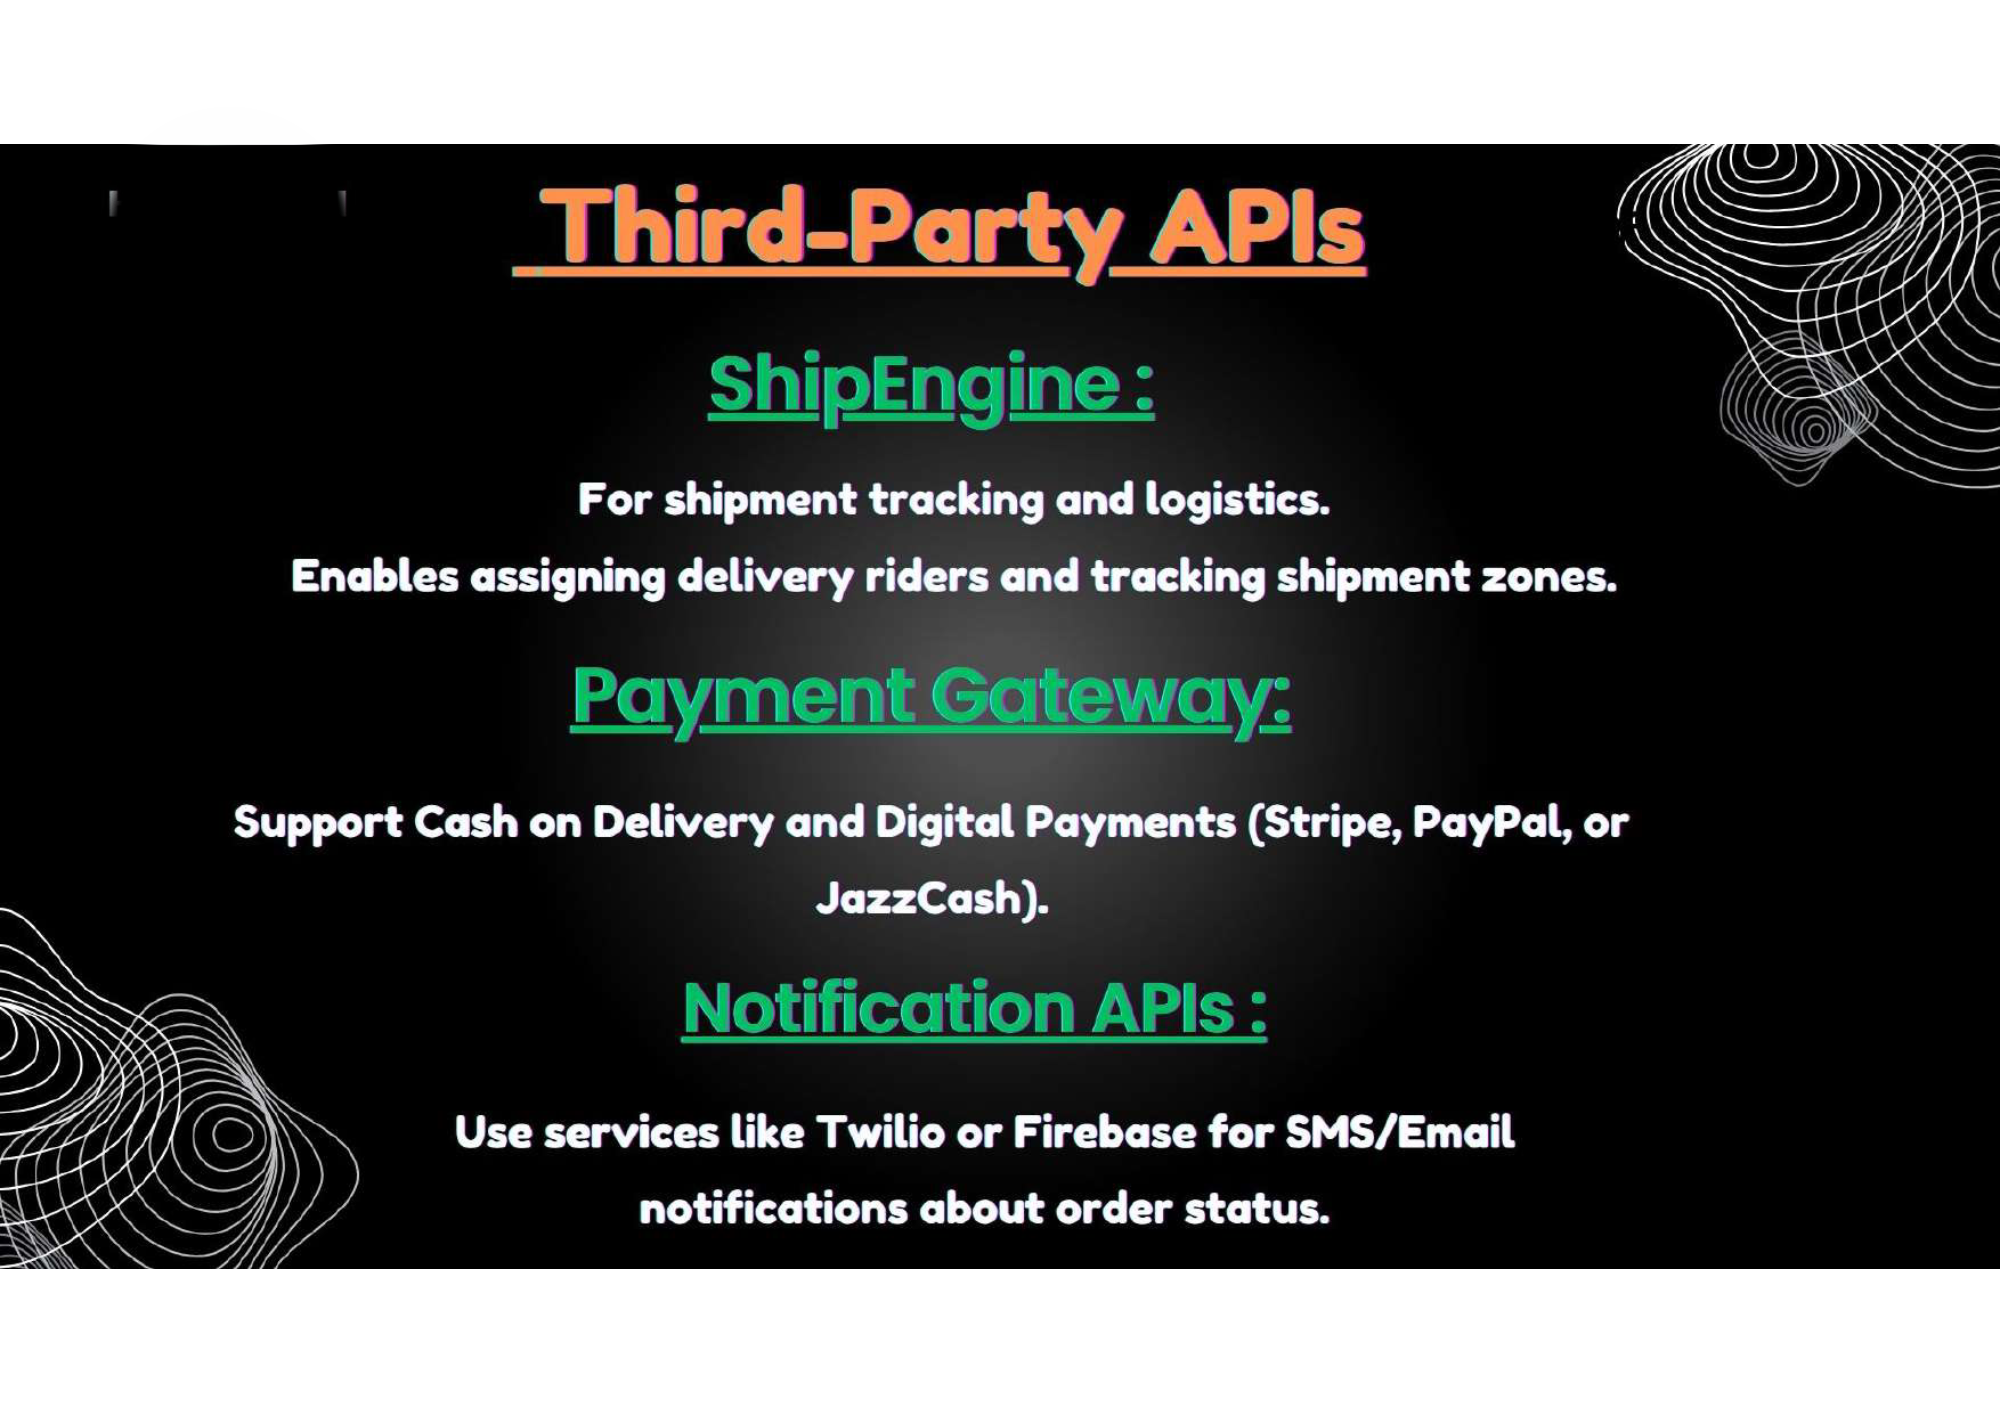 Third-Party APIs
ShipEngine :
For shipment tracking and logistics.
Enables assigning delivery riders and tracking shipment zones.
Payment Gateway:
Support Cash on Delivery and Digital Payments (Stripe, PayPal, or
JazzCash).
Notification APIs :
Use services like Twilio or Firebase for SMS/Email
notifications about order status.